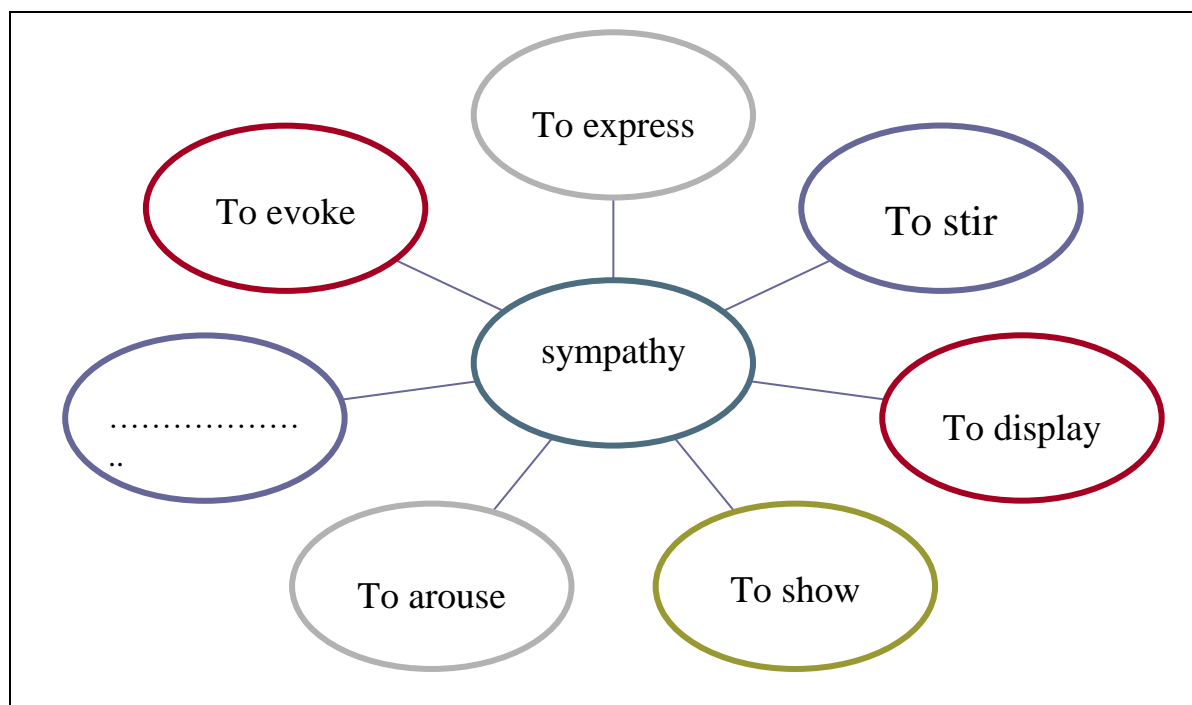 To express
To evoke
To stir
sympathy
………………
..
To display
To arouse
To show